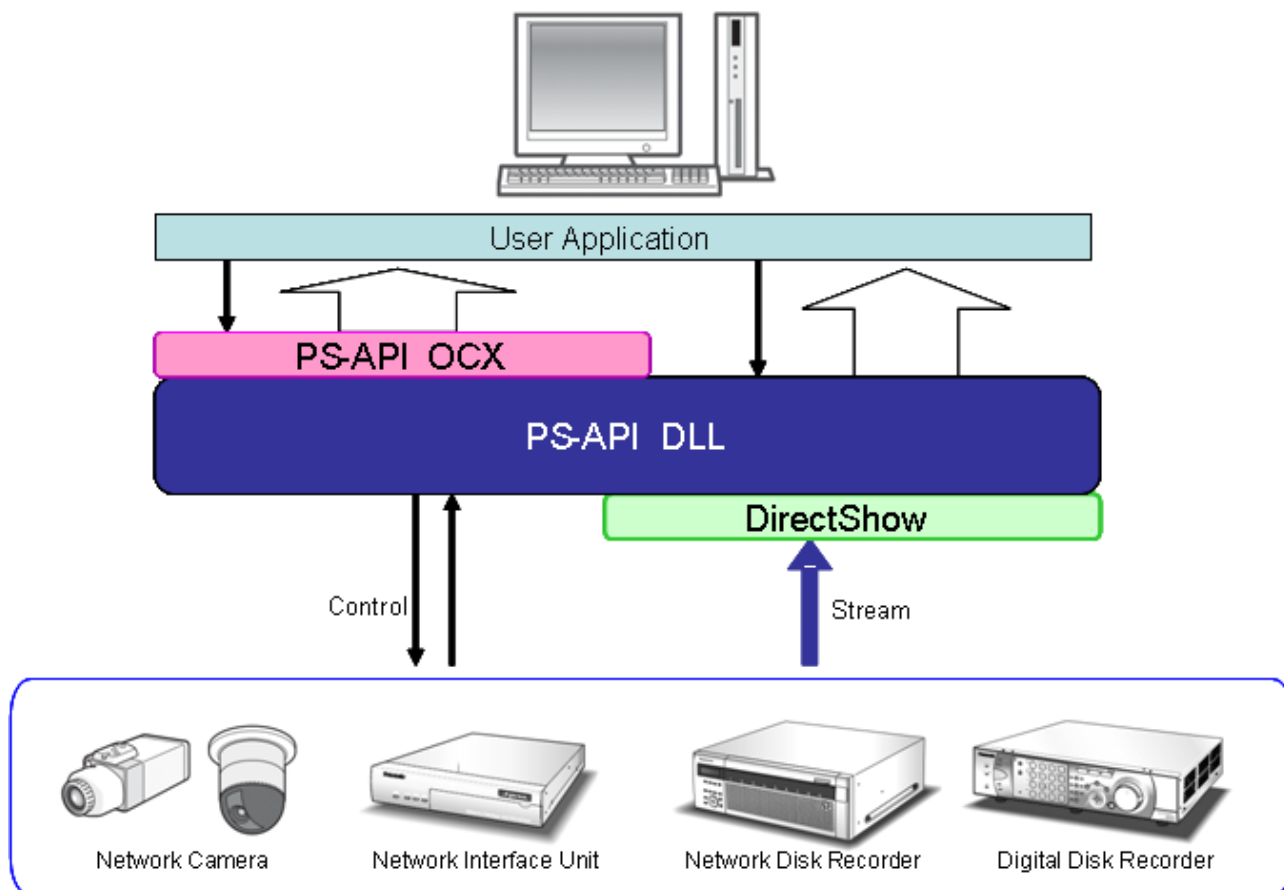 User Application
PS-API OCX
PS-API DLL
DirectShow
Control
Stream
Network Camera
Network Interface Unit
Network Disk Recorder
Digital Disk Recorder